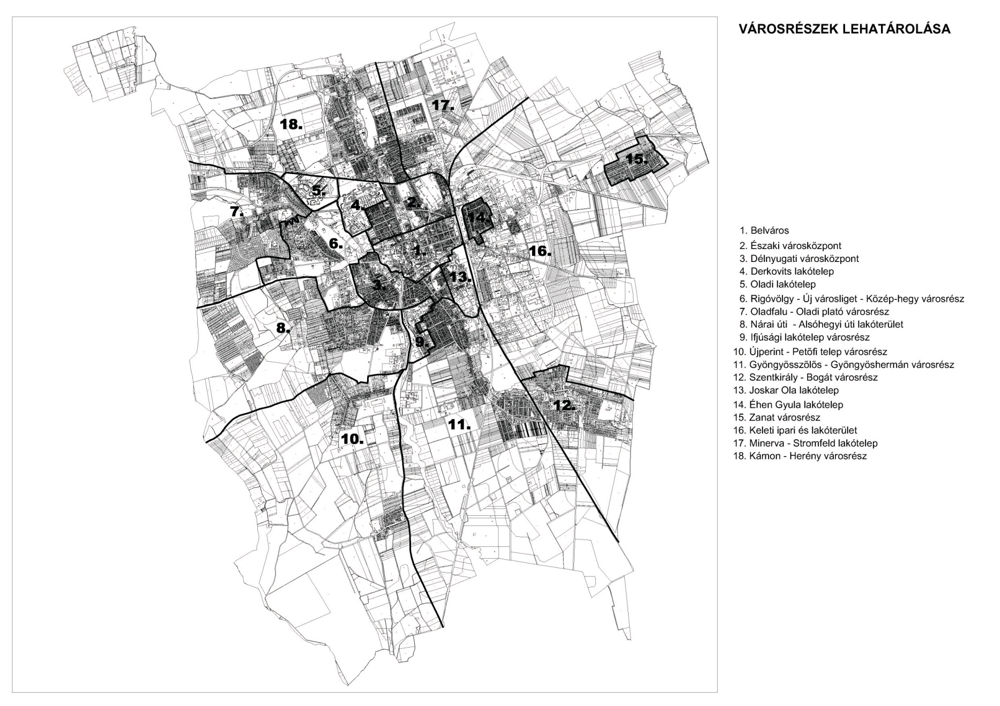 VÁROSRÉSZEK LEHATÁROLÁSA
17.
18.
15.
5.
4.
2.
7.
14.
6.
1.
16.
13.
3.
8.
9.
12.
11.
10.
1. Belváros
2. Északi városközpont
3. Délnyugati városközpont
4. Derkovits lakótelep
5. Oladi lakótelep
6. Rigóvölgy - Új városliget - Közép-hegy városrész
7. Oladfalu - Oladi plató városrész
8. Nárai úti - Alsóhegyi úti lakóterület
9. Ifjúsági lakótelep városrész
10. Újperint - Petõfi telep városrész
11. Gyöngyösszõlõs - Gyöngyöshermán városrész
12. Szentkirály - Bogát városrész
13. Joskar Ola lakótelep
14. Éhen Gyula lakótelep
15. Zanat városrész
16. Keleti ipari és lakóterület
17. Minerva - Stromfeld lakótelep
18. Kámon - Herény városrész